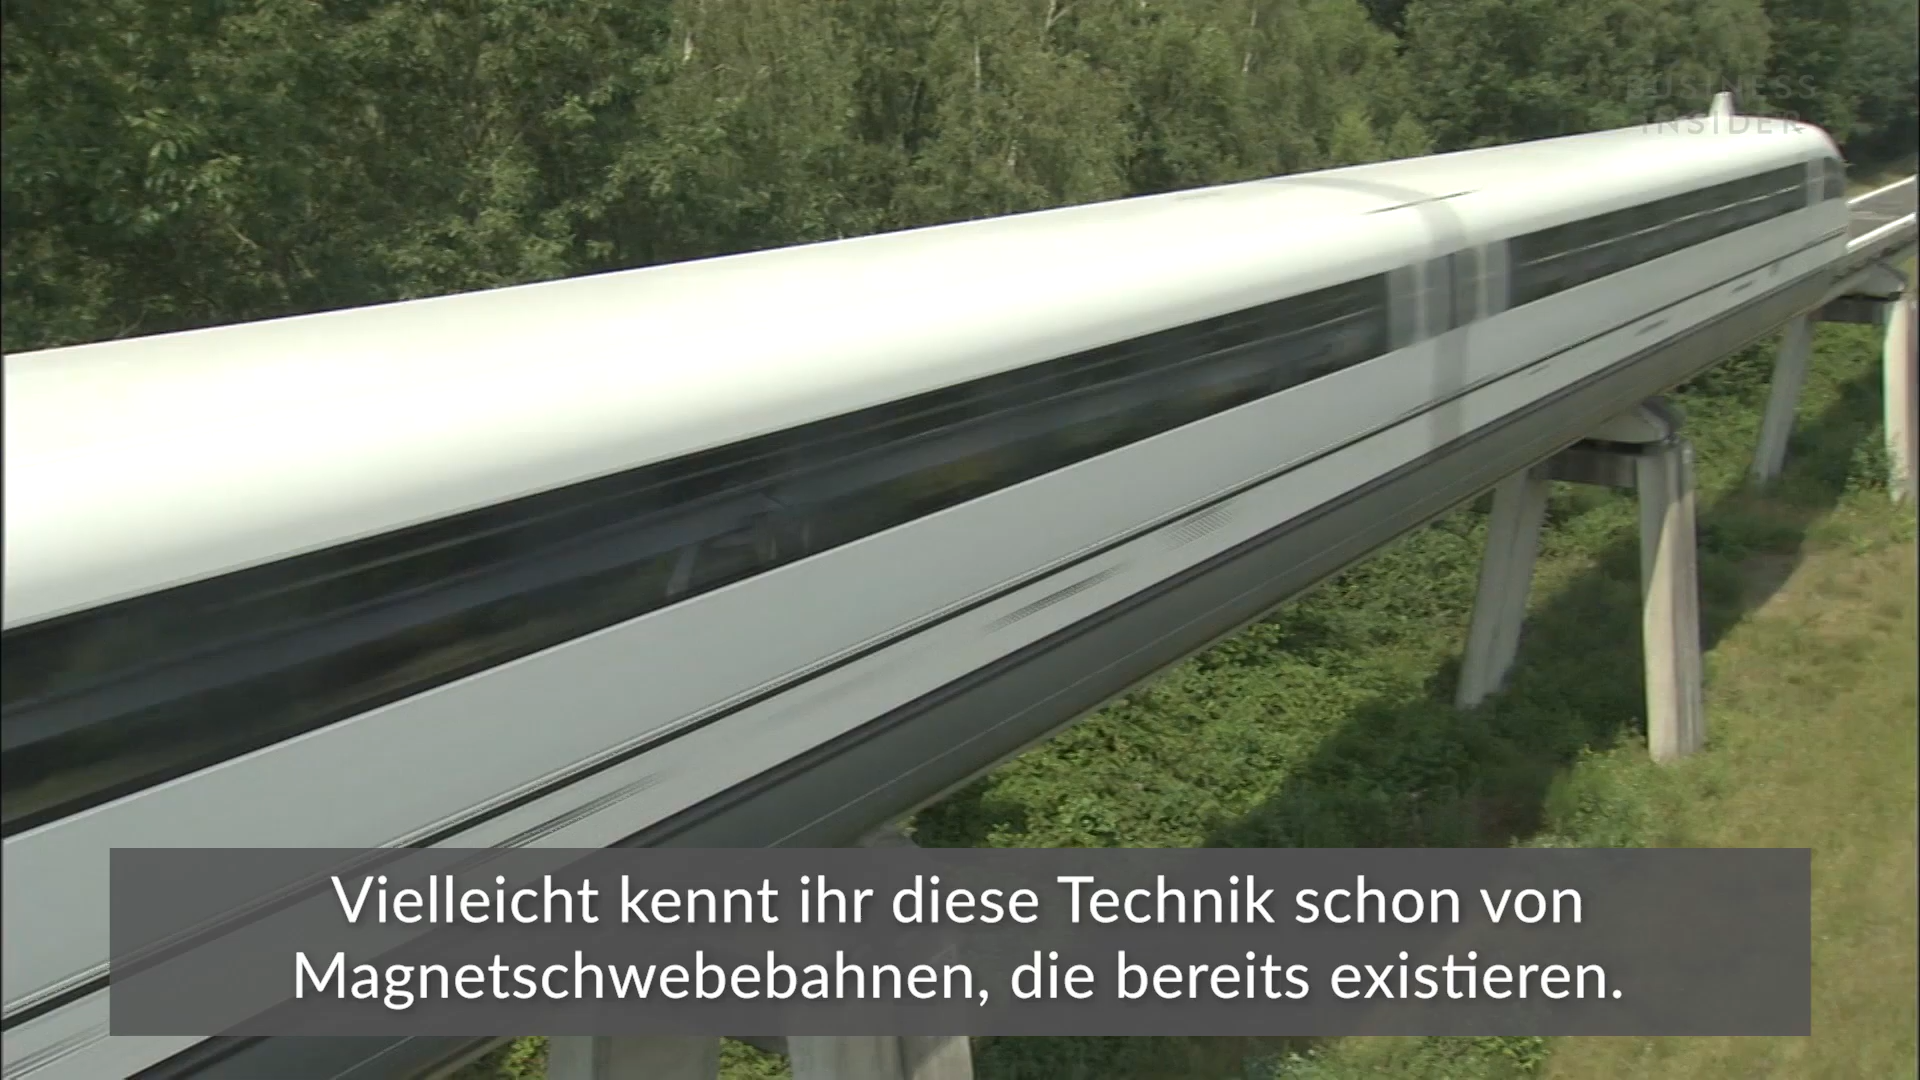 BUSINESS
INSIDER
Vielleicht kennt ihr diese Technik schon von
Magnetschwebebahnen, die bereits existieren.